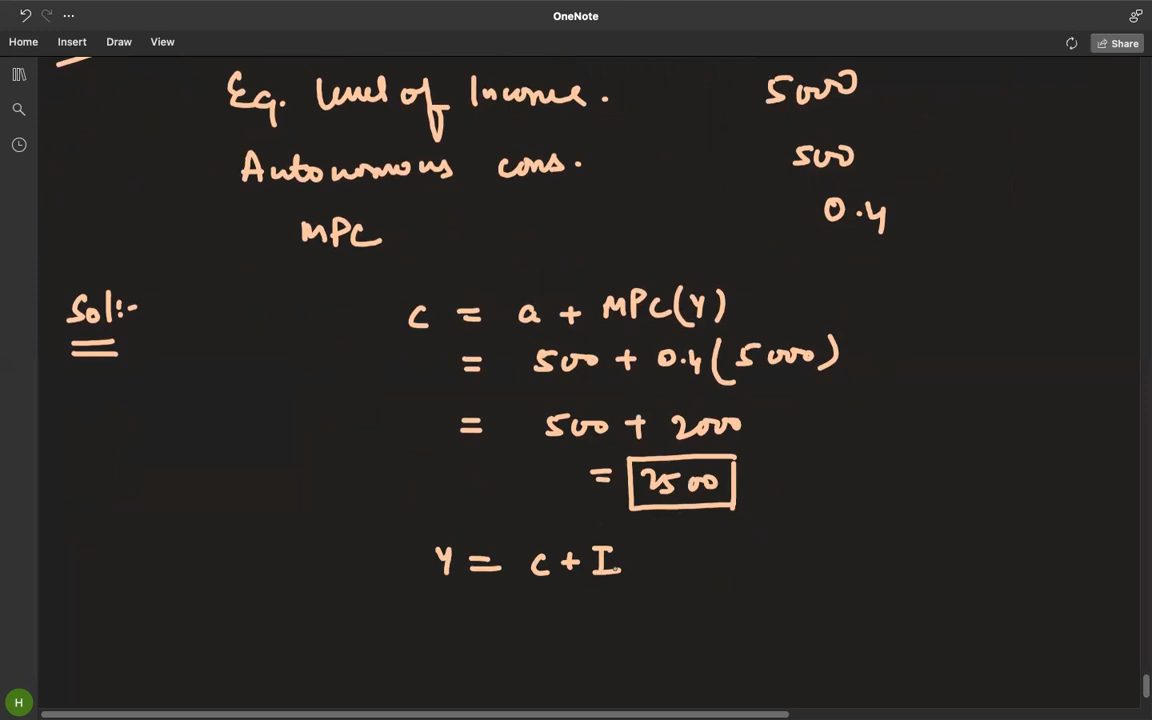 OneNote
Home Insert Draw View
Share
Eq. level of Income. 5000
Autonomous cons. 500
MPC 0.4
Sol:- C = a + MPC(Y)
= 500 + 0.4(5000)
= 500 + 2000
= 2500
Y = C + I
H